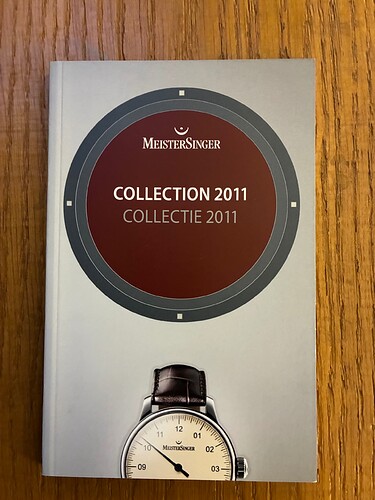 MEISTERSINGER
COLLECTION 2011
COLLECTIE 2011
12
11
01
10
02
MEISTERSINGER
09
03